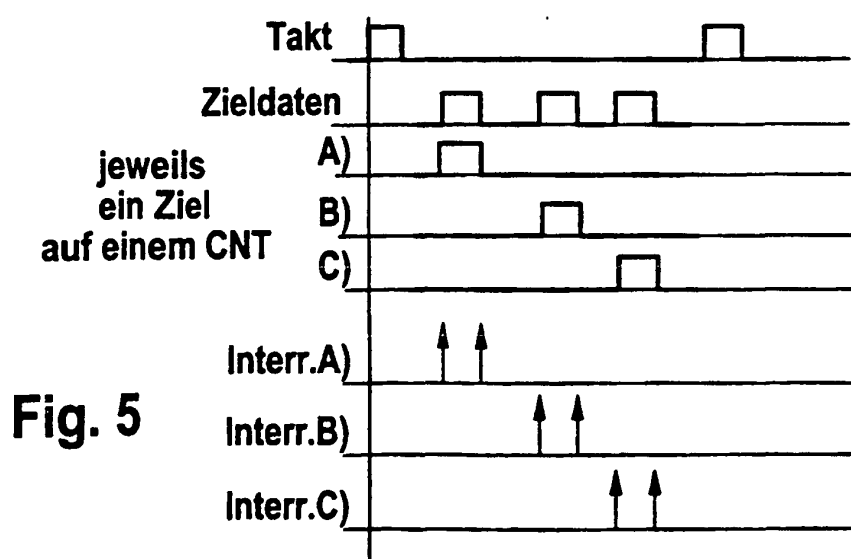 Takt
Zieldaten
A)
jeweils
ein Ziel
auf einem CNT
B)
C)
Interr.A)
Fig. 5
Interr.B)
Interr.C)